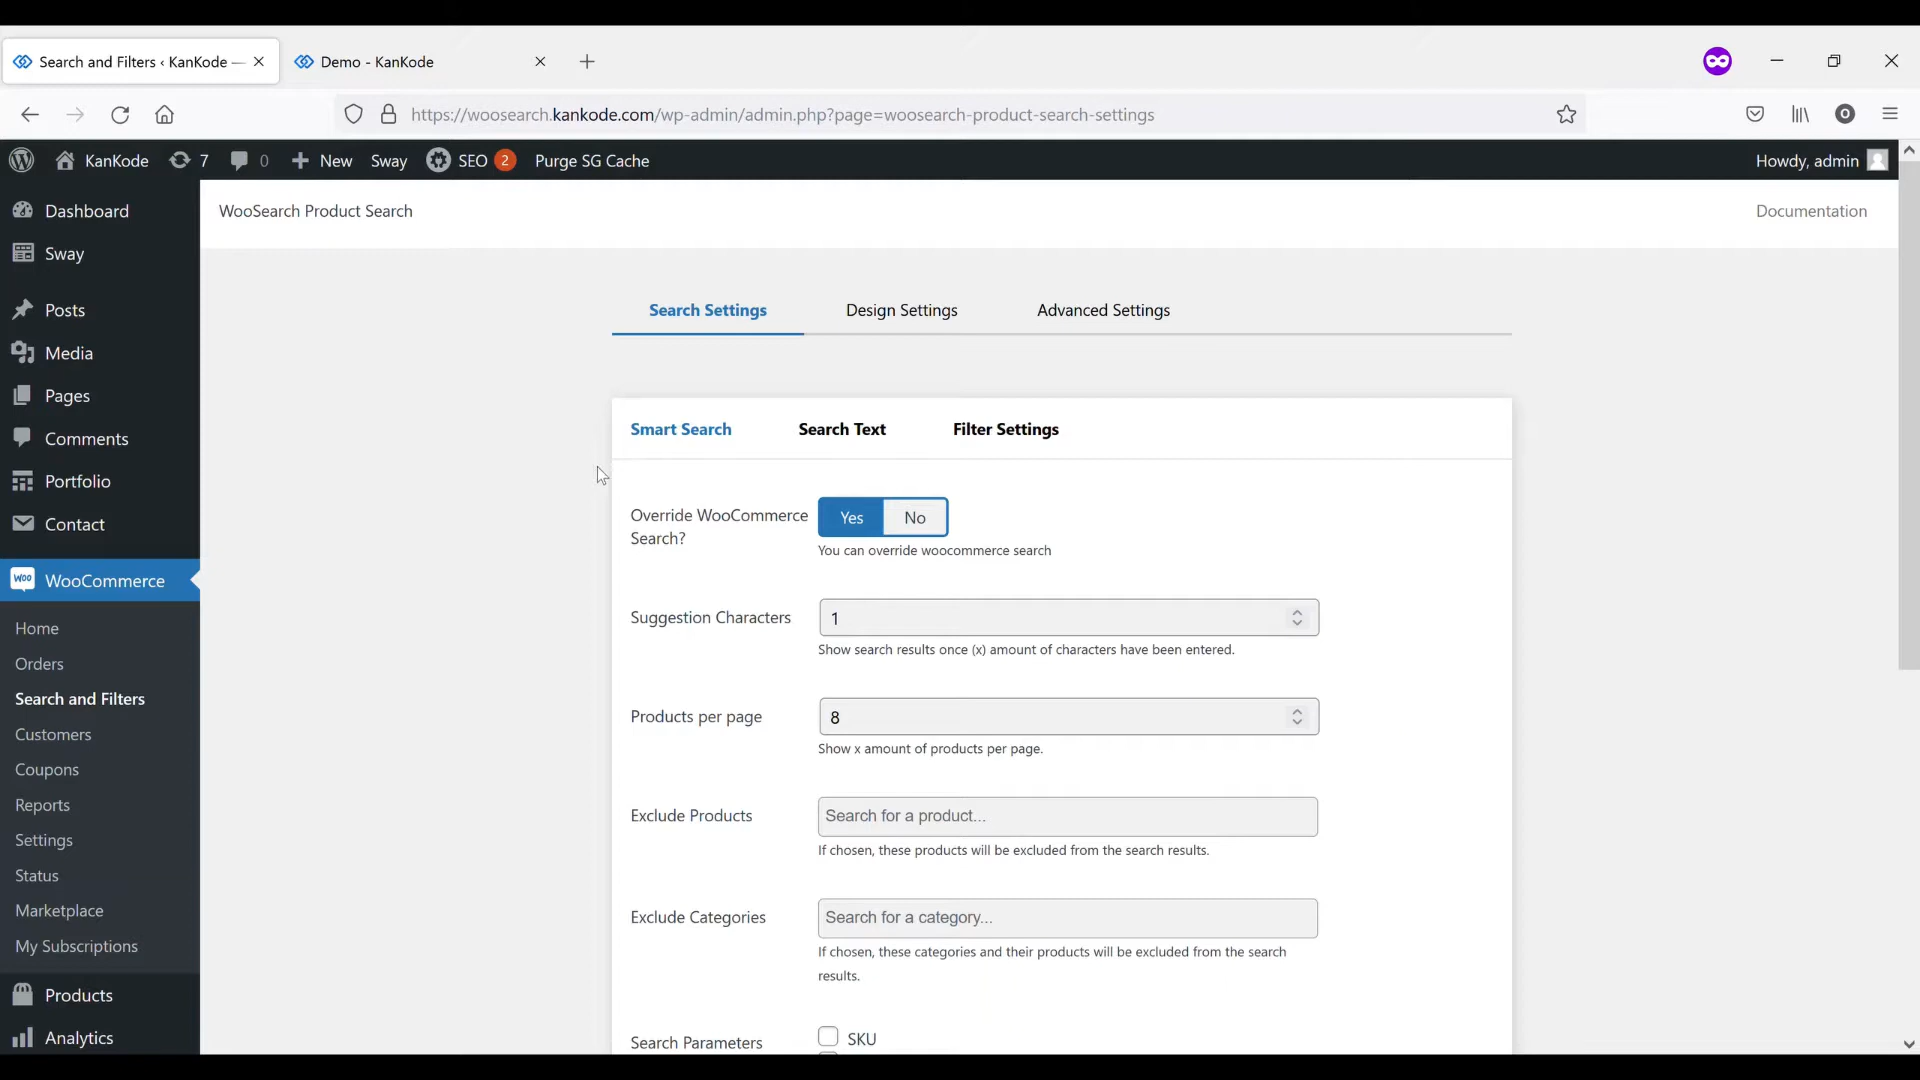 Search and Filters ‹ KanKode —
Demo - KanKode
https://woosearch.kankode.com/wp-admin/admin.php?page=woosearch-product-search-settings
O
KanKode 7 0 New Sway SEO 2 Purge SG Cache
Howdy, admin
Dashboard
Sway
Posts
Media
Pages
Comments
Portfolio
Contact
Woo WooCommerce
Home
Orders
Search and Filters
Customers
Coupons
Reports
Settings
Status
Marketplace
My Subscriptions
Products
Analytics
WooSearch Product Search
Documentation
Search Settings Design Settings Advanced Settings
Smart Search Search Text Filter Settings
Override WooCommerce
Search?
Yes No
You can override woocommerce search
Suggestion Characters
1
Show search results once (x) amount of characters have been entered.
Products per page
8
Show x amount of products per page.
Exclude Products
Search for a product...
If chosen, these products will be excluded from the search results.
Exclude Categories
Search for a category...
If chosen, these categories and their products will be excluded from the search
results.
Search Parameters
SKU